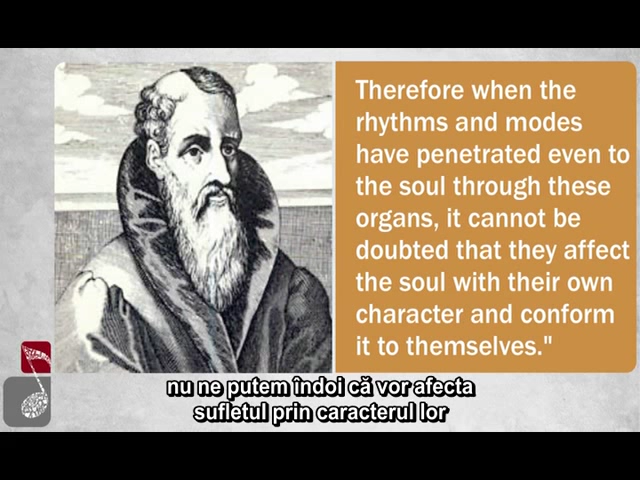 Therefore when the
rhythms and modes
have penetrated even to
the soul through these
organs, it cannot be
doubted that they affect
the soul with their own
character and conform
it to themselves."
nu ne putem îndoi că vor afecta
sufletul prin caracterul lor